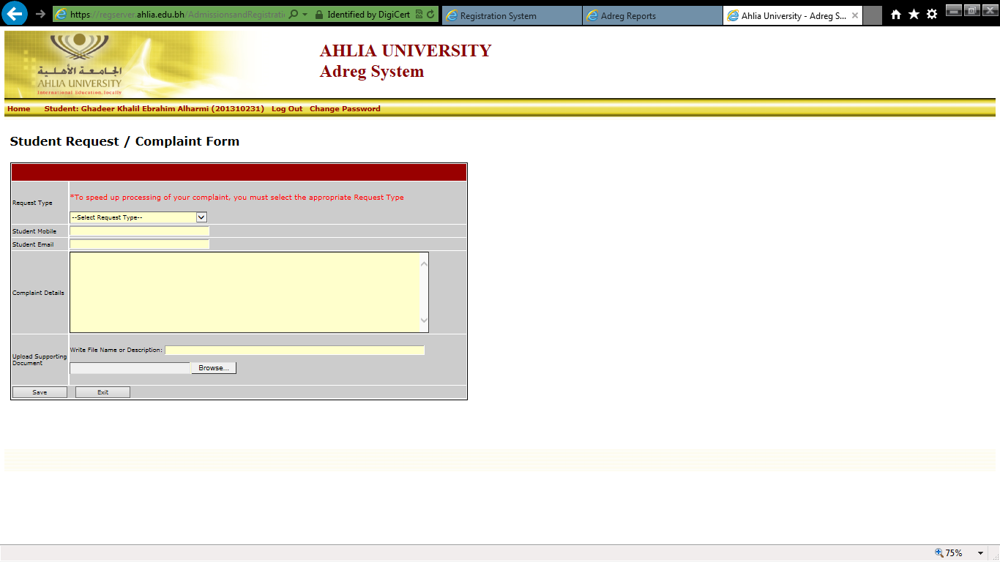 https://regserver.ahlia.edu.bh/AdmissionsandRegistrati
Identified by DigiCert
Registration System
Adreg Reports
Ahlia University - Adreg S...
الجامعة الأهلية
AHLIA UNIVERSITY
International Education, locally
AHLIA UNIVERSITY
Adreg System
Home Student: Ghadeer Khalil Ebrahim Alharmi (201310231) Log Out Change Password
Student Request / Complaint Form
Request Type
*To speed up processing of your complaint, you must select the appropriate Request Type
--Select Request Type--
Student Mobile
Student Email
Complaint Details
Upload Supporting
Document
Write File Name or Description:
Browse...
Save Exit
75%